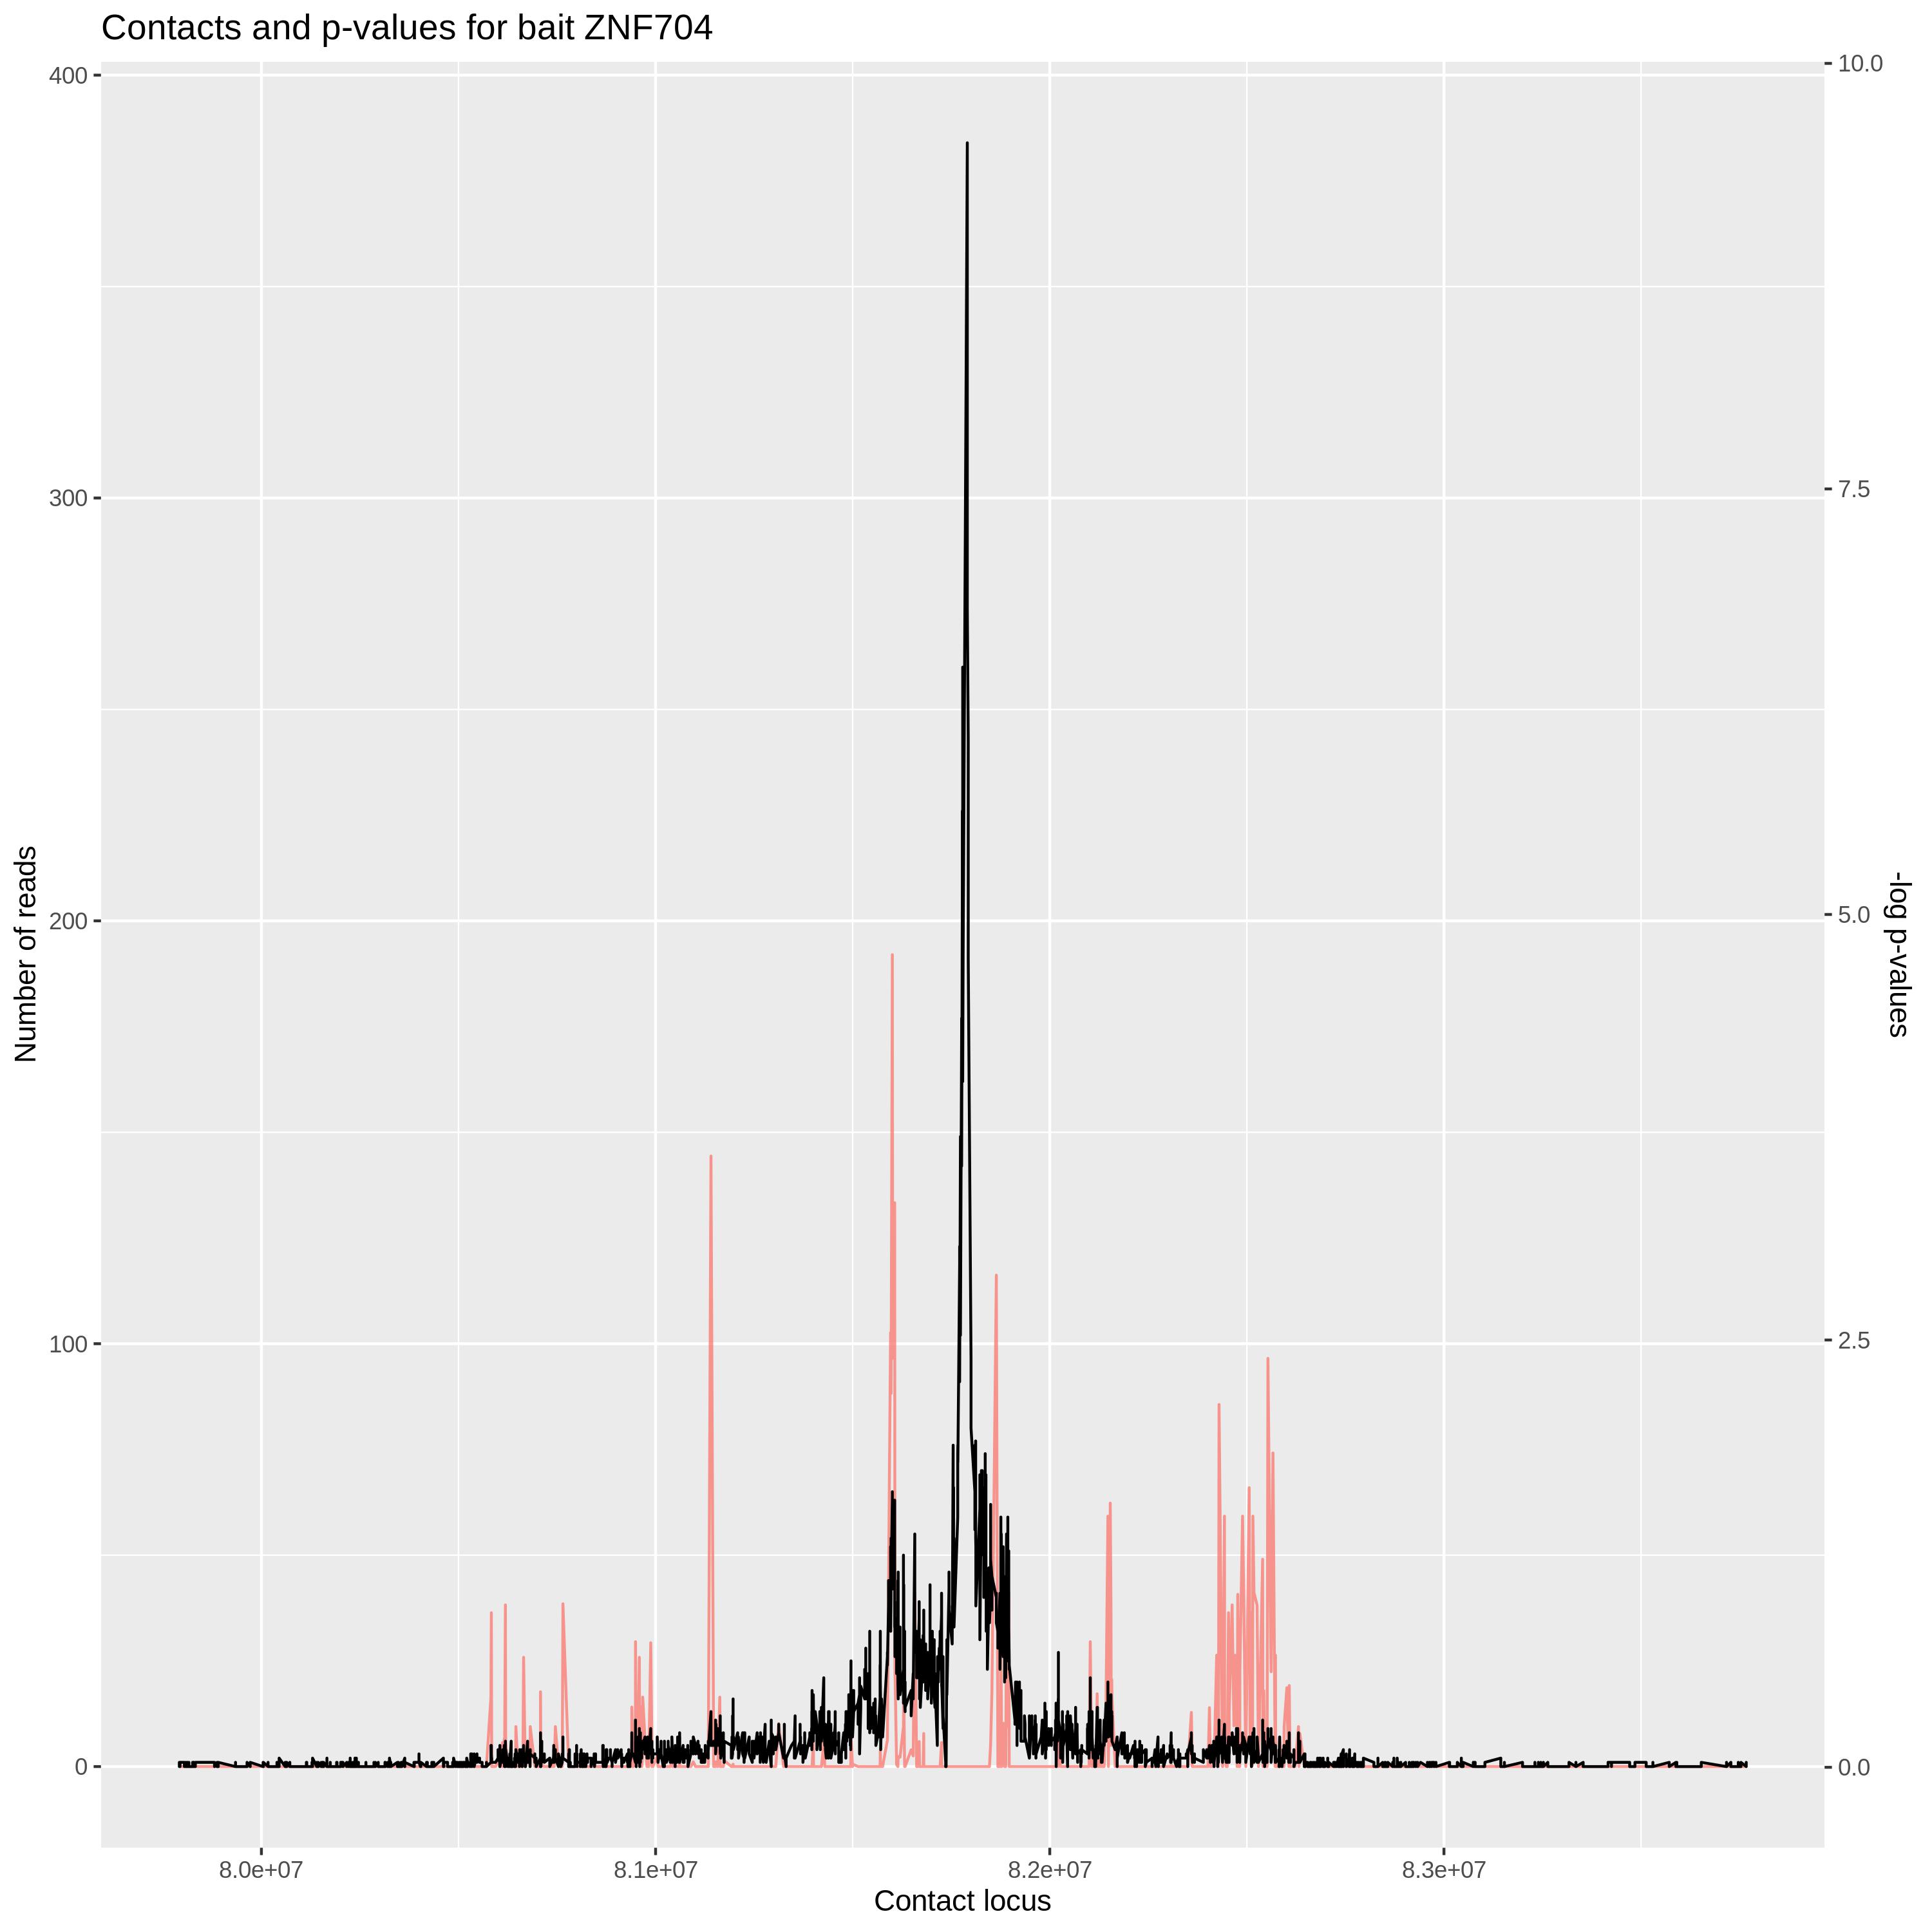 Contacts and p-values for bait ZNF704
400
300
200
100
0
10.0
7.5
5.0
2.5
0.0
Number of reads
-log p-values
8.0e+07
8.1e+07
8.2e+07
8.3e+07
Contact locus